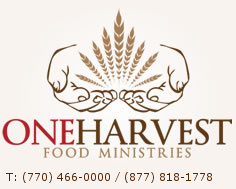 ONEHARVEST
FOOD MINISTRIES
T: (770) 466-0000 / (877) 818-1778